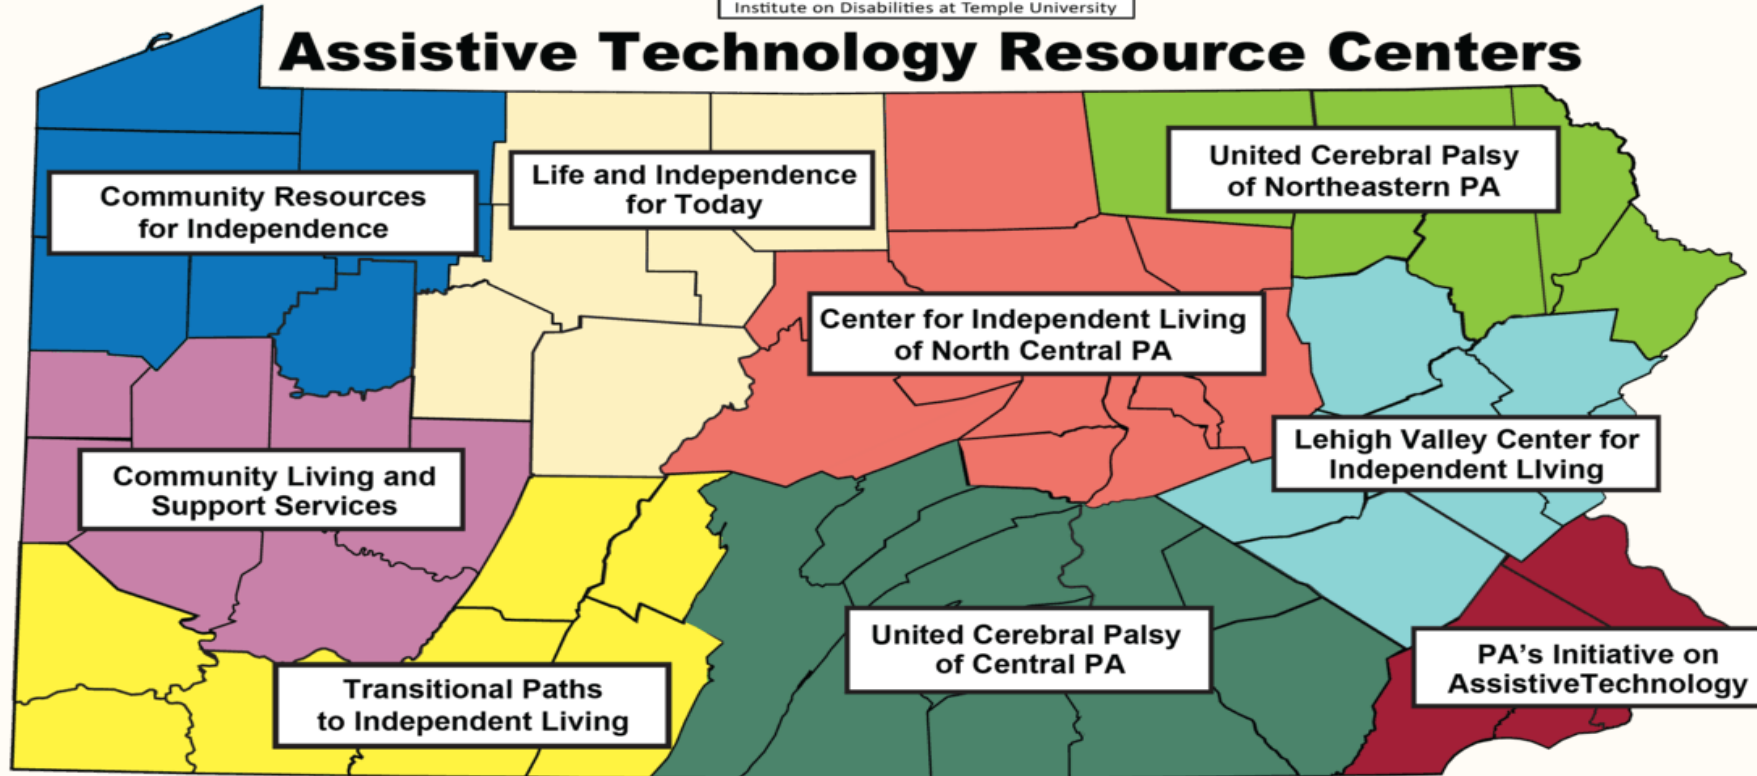 Institute on Disabilities at Temple University
Assistive Technology Resource Centers
United Cerebral Palsy
of Northeastern PA
Life and Independence
for Today
Community Resources
for Independence
Center for Independent Living
of North Central PA
Lehigh Valley Center for
Independent LIving
Community Living and
Support Services
United Cerebral Palsy
of Central PA
PA's Initiative on
AssistiveTechnology
Transitional Paths
to Independent Living